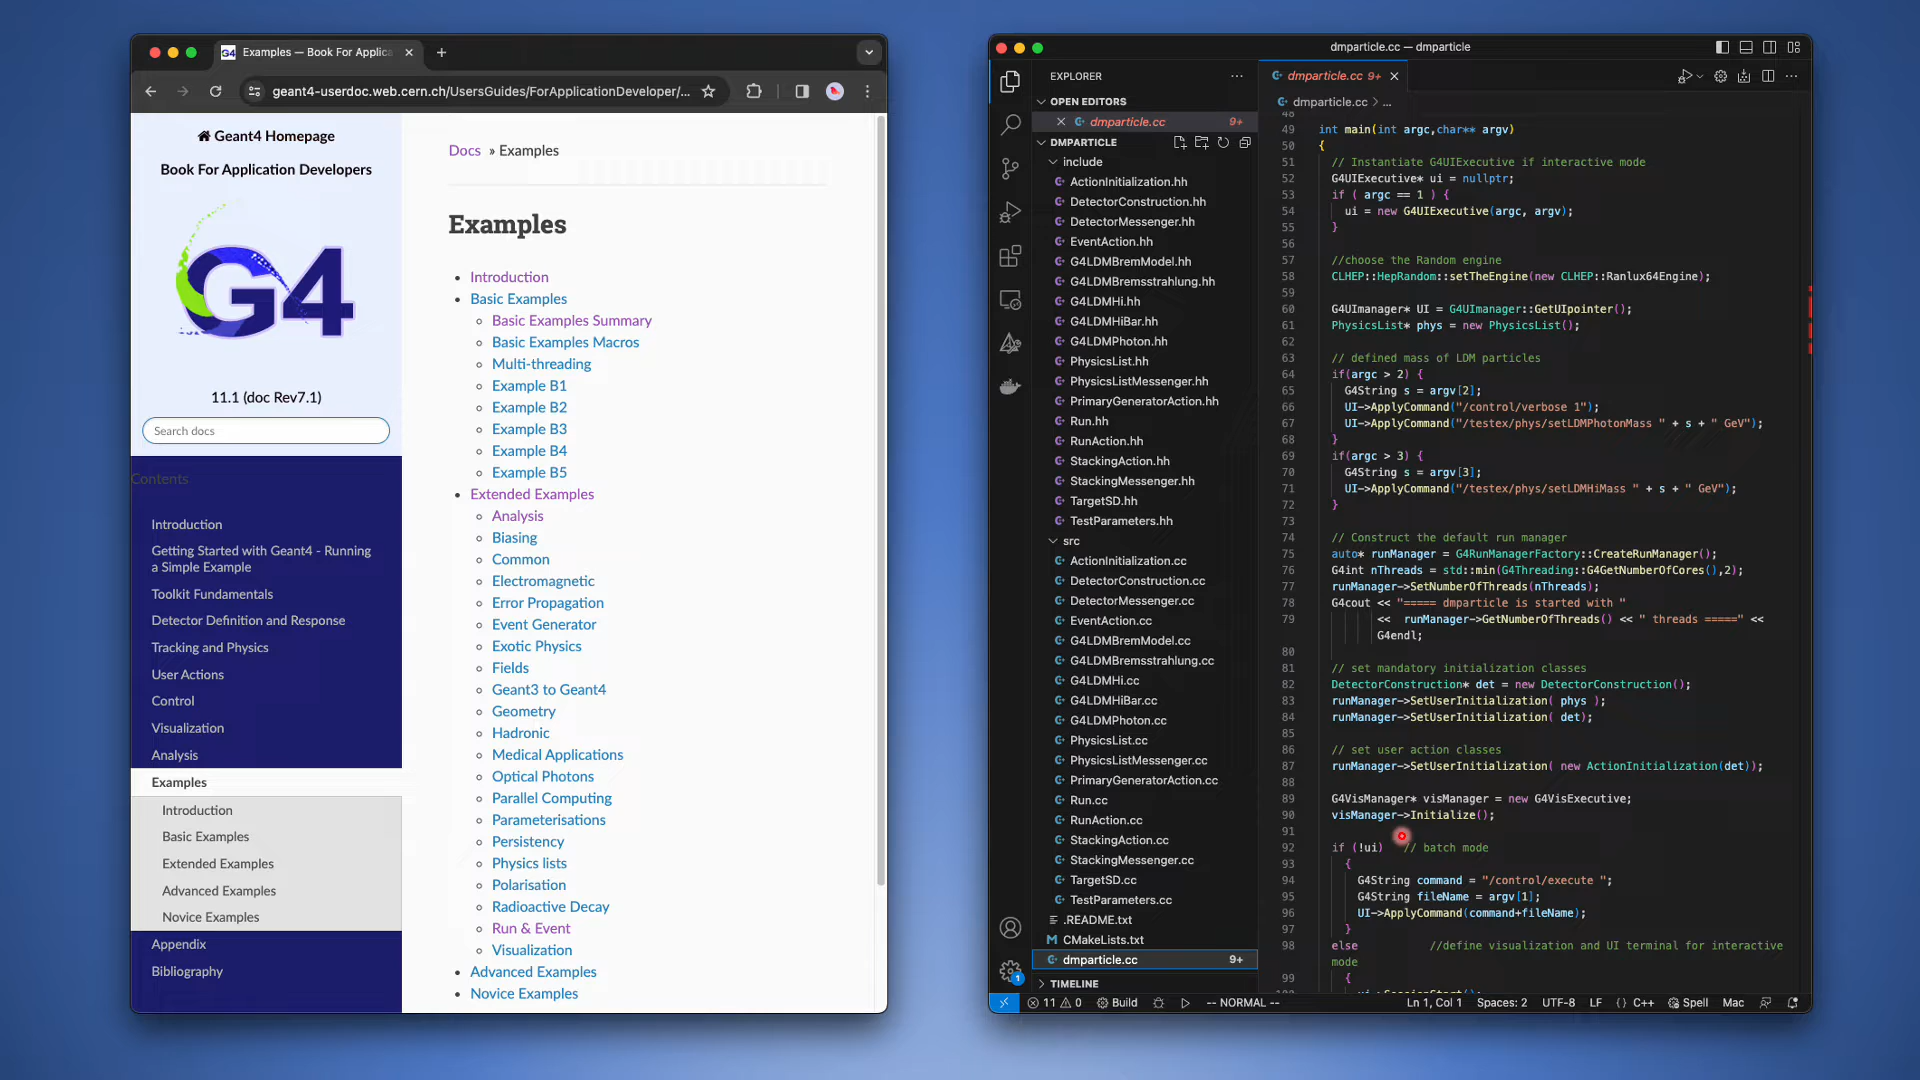 Examples — Book For Applica
geant4-userdoc.web.cern.ch/UsersGuides/ForApplicationDeveloper/...
Geant4 Homepage
Book For Application Developers
G4
11.1 (doc Rev7.1)
Search docs
Contents
Introduction
Getting Started with Geant4 - Running
a Simple Example
Toolkit Fundamentals
Detector Definition and Response
Tracking and Physics
User Actions
Control
Visualization
Analysis
Examples
Introduction
Basic Examples
Extended Examples
Advanced Examples
Novice Examples
Appendix
Bibliography
Docs » Examples
Examples
Introduction
Basic Examples
Basic Examples Summary
Basic Examples Macros
Multi-threading
Example B1
Example B2
Example B3
Example B4
Example B5
Extended Examples
Analysis
Biasing
Common
Electromagnetic
Error Propagation
Event Generator
Exotic Physics
Fields
Geant3 to Geant4
Geometry
Hadronic
Medical Applications
Optical Photons
Parallel Computing
Parameterisations
Persistency
Physics lists
Polarisation
Radioactive Decay
Run & Event
Visualization
Advanced Examples
Novice Examples
dmparticle.cc — dmparticle
EXPLORER
OPEN EDITORS
dmparticle.cc 9+
DMPARTICLE
include
ActionInitialization.hh
DetectorConstruction.hh
DetectorMessenger.hh
EventAction.hh
G4LDMBremModel.hh
G4LDMBremsstrahlung.hh
G4LDMHi.hh
G4LDMHiBar.hh
G4LDMPhoton.hh
PhysicsList.hh
PhysicsListMessenger.hh
PrimaryGeneratorAction.hh
Run.hh
RunAction.hh
StackingAction.hh
StackingMessenger.hh
TargetSD.hh
TestParameters.hh
src
ActionInitialization.cc
DetectorConstruction.cc
DetectorMessenger.cc
EventAction.cc
G4LDMBremModel.cc
G4LDMBremsstrahlung.cc
G4LDMHi.cc
G4LDMHiBar.cc
G4LDMPhoton.cc
PhysicsList.cc
PhysicsListMessenger.cc
PrimaryGeneratorAction.cc
Run.cc
RunAction.cc
StackingAction.cc
StackingMessenger.cc
TargetSD.cc
TestParameters.cc
.README.txt
CMakeLists.txt
dmparticle.cc 9+
TIMELINE
dmparticle.cc 9+
dmparticle.cc > ...
48
49 int main(int argc,char** argv)
50 {
51 // Instantiate G4UIExecutive if interactive mode
52 G4UIExecutive* ui = nullptr;
53 if ( argc == 1 ) {
54 ui = new G4UIExecutive(argc, argv);
55 }
56
57 //choose the Random engine
58 CLHEP::HepRandom::setTheEngine(new CLHEP::Ranlux64Engine);
59
60 G4UImanager* UI = G4UImanager::GetUIpointer();
61 PhysicsList* phys = new PhysicsList();
62
63 // defined mass of LDM particles
64 if(argc > 2) {
65 G4String s = argv[2];
66 UI->ApplyCommand("/control/verbose 1");
67 UI->ApplyCommand("/testex/phys/setLDMPhotonMass " + s + " GeV");
68 }
69 if(argc > 3) {
70 G4String s = argv[3];
71 UI->ApplyCommand("/testex/phys/setLDMHiMass " + s + " GeV");
72 }
73
74 // Construct the default run manager
75 auto* runManager = G4RunManagerFactory::CreateRunManager();
76 G4int nThreads = std::min(G4Threading::G4GetNumberOfCores(),2);
77 runManager->SetNumberOfThreads(nThreads);
78 G4cout << "===== dmparticle is started with "
79 << runManager->GetNumberOfThreads() << " threads =====" <<
G4endl;
80
81 // set mandatory initialization classes
82 DetectorConstruction* det = new DetectorConstruction();
83 runManager->SetUserInitialization( phys );
84 runManager->SetUserInitialization( det);
85
86 // set user action classes
87 runManager->SetUserInitialization( new ActionInitialization(det));
88
89 G4VisManager* visManager = new G4VisExecutive;
90 visManager->Initialize();
91
92 if (!ui) // batch mode
93 {
94 G4String command = "/control/execute ";
95 G4String fileName = argv[1];
96 UI->ApplyCommand(command+fileName);
97 }
98 else //define visualization and UI terminal for interactive
mode
99 {
1
11 0 Build -- NORMAL -- Ln 1, Col 1 Spaces: 2 UTF-8 LF {} C++ Spell Mac